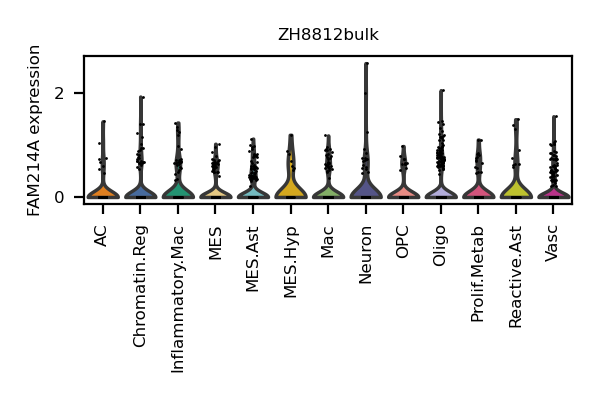 ZH8812bulk
FAM214A expression
2
0
AC
Chromatin.Reg
Inflammatory.Mac
MES
MES.Ast
MES.Hyp
Mac
Neuron
OPC
Oligo
Prolif.Metab
Reactive.Ast
Vasc